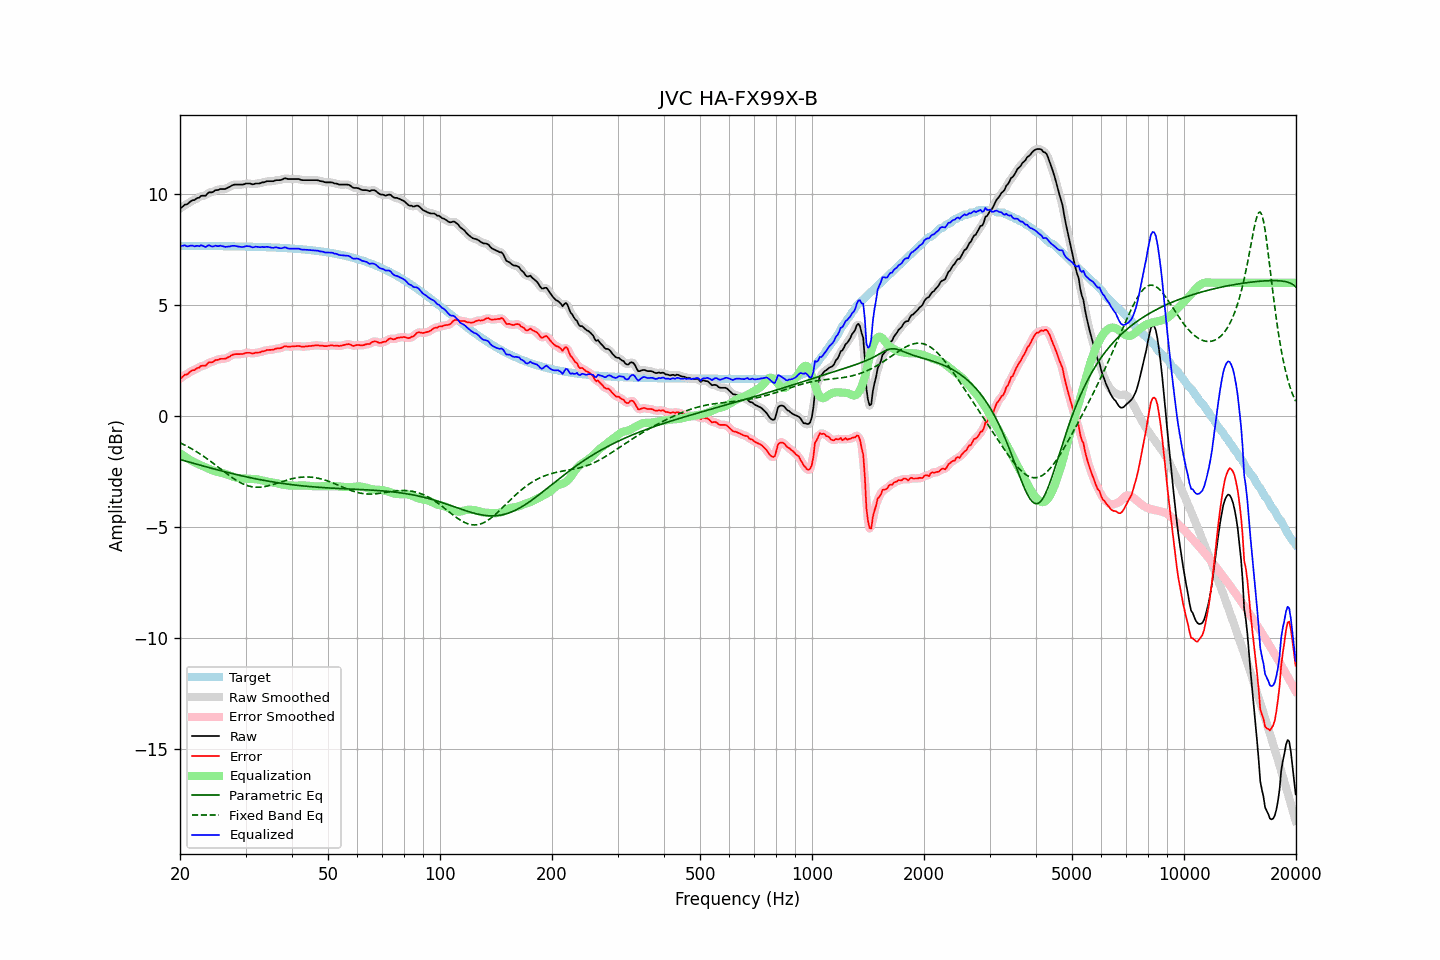 JVC HA-FX99X-B
Amplitude (dBr)
10
5
0
−5
−10
−15
Target
Raw Smoothed
Error Smoothed
Raw
Error
Equalization
Parametric Eq
Fixed Band Eq
Equalized
20 50 100 200 500 1000 2000 5000 10000 20000
Frequency (Hz)